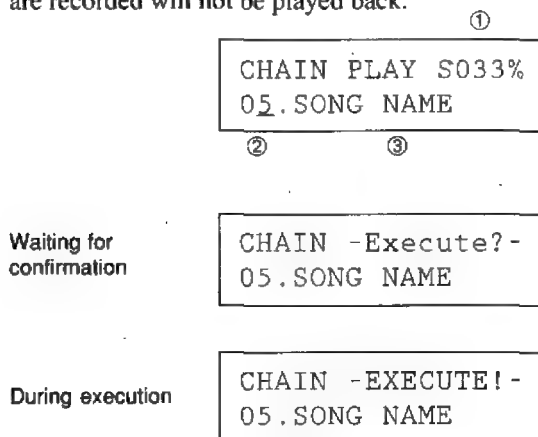 are recorded will not be played back.
①
CHAIN PLAY S033%
05.SONG NAME
② ③
Waiting for
confirmation
CHAIN -Execute?-
05.SONG NAME
During execution
CHAIN -EXECUTE!-
05.SONG NAME